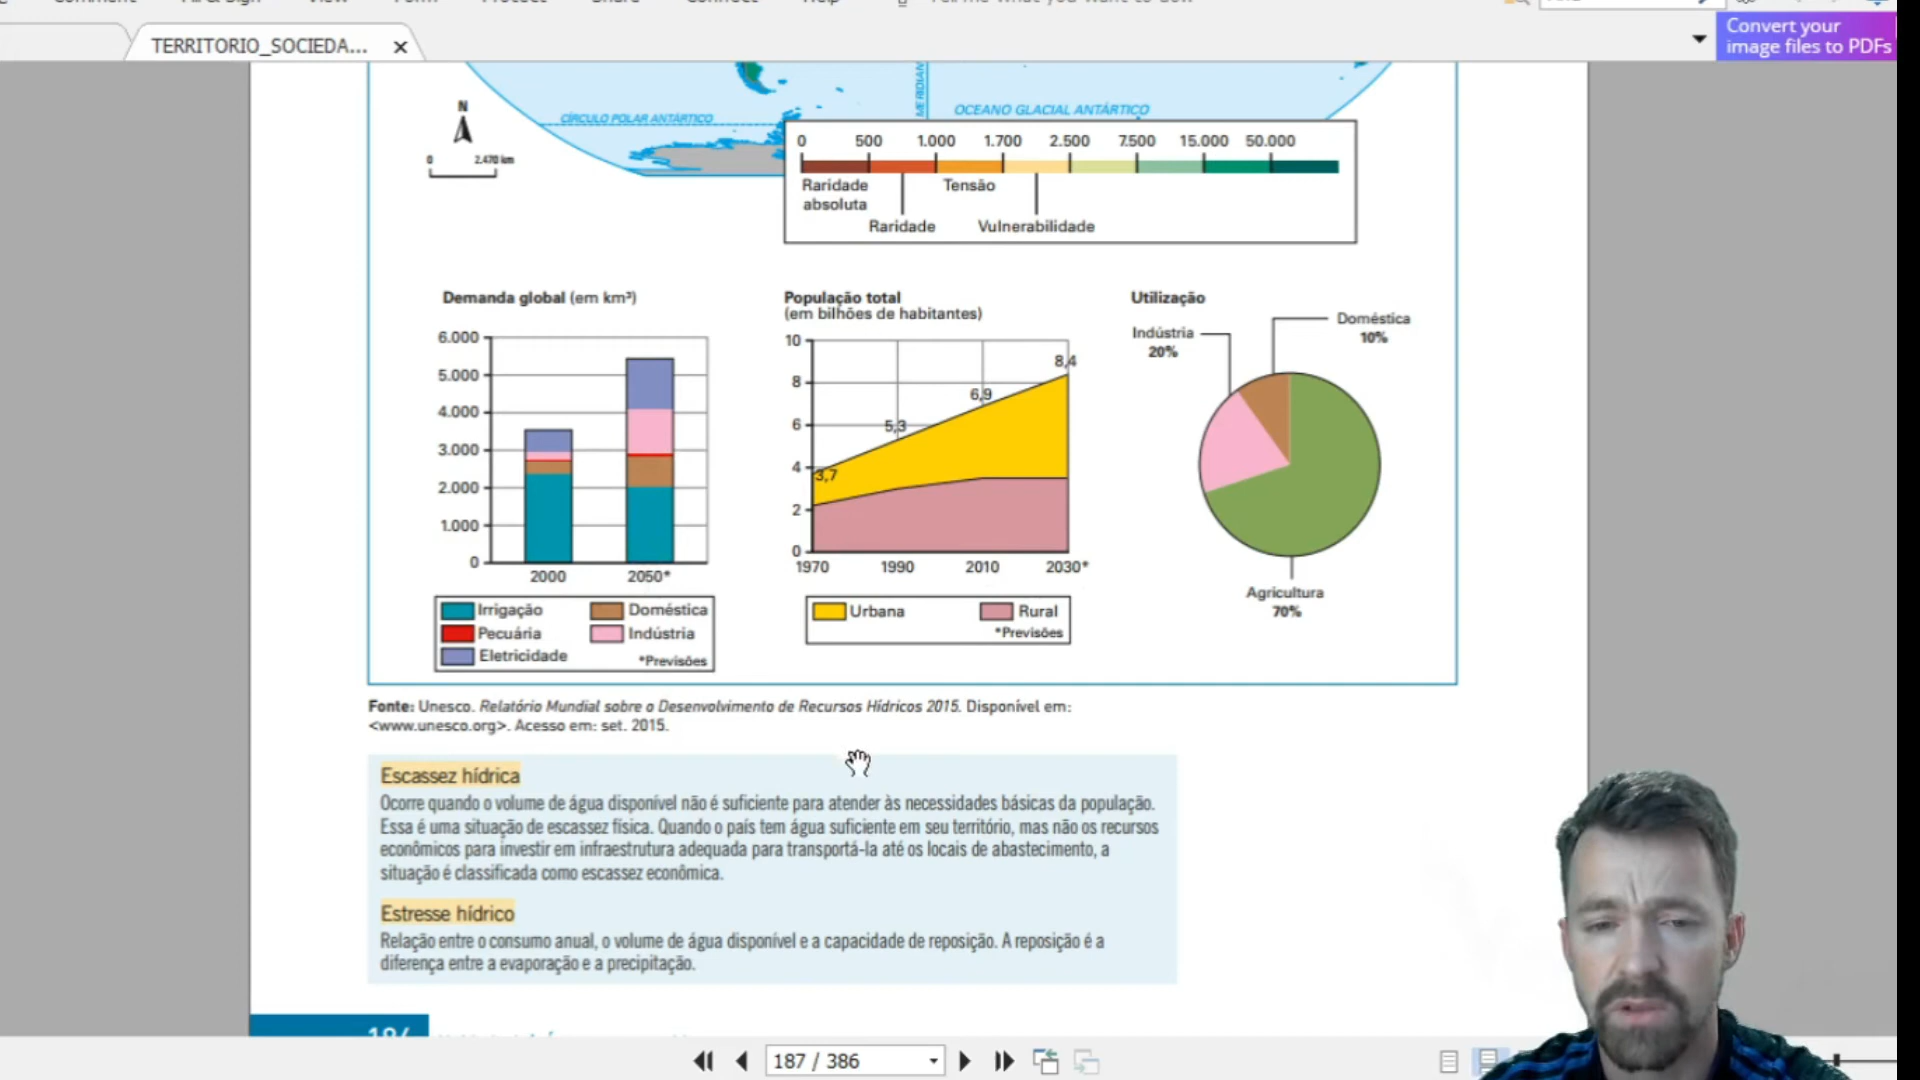 TERRITORIO_SOCIEDA...
Convert your
image files to PDFs
N
0 2.470 km
CÍRCULO POLAR ANTÁRTICO
MERIDIAN
OCEANO GLACIAL ANTÁRTICO
0 500 1.000 1.700 2.500 7.500 15.000 50.000
Raridade
absoluta
Tensão
Raridade
Vulnerabilidade
Demanda global (em km³)
6.000
5.000
4.000
3.000
2.000
1.000
0
2000 2050*
Irrigação
Doméstica
Pecuária
Indústria
Eletricidade
*Previsões
População total
(em bilhões de habitantes)
10
8
6
4
2
0
3,7
5,3
6,9
8,4
1970 1990 2010 2030*
Urbana
Rural
*Previsões
Utilização
Indústria
20%
Doméstica
10%
Agricultura
70%
Fonte: Unesco. Relatório Mundial sobre o Desenvolvimento de Recursos Hídricos 2015. Disponível em:
<www.unesco.org>. Acesso em: set. 2015.
Escassez hídrica
Ocorre quando o volume de água disponível não é suficiente para atender às necessidades básicas da população.
Essa é uma situação de escassez física. Quando o país tem água suficiente em seu território, mas não os recursos
econômicos para investir em infraestrutura adequada para transportá-la até os locais de abastecimento, a
situação é classificada como escassez econômica.
Estresse hídrico
Relação entre o consumo anual, o volume de água disponível e a capacidade de reposição. A reposição é a
diferença entre a evaporação e a precipitação.
187 / 386